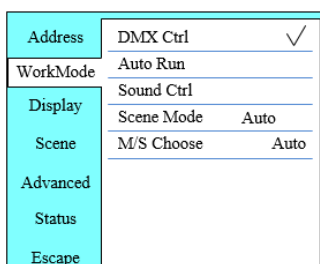 Address
WorkMode
Display
Scene
Advanced
Status
Escape
DMX Ctrl
Auto Run
Sound Ctrl
Scene Mode Auto
M/S Choose Auto